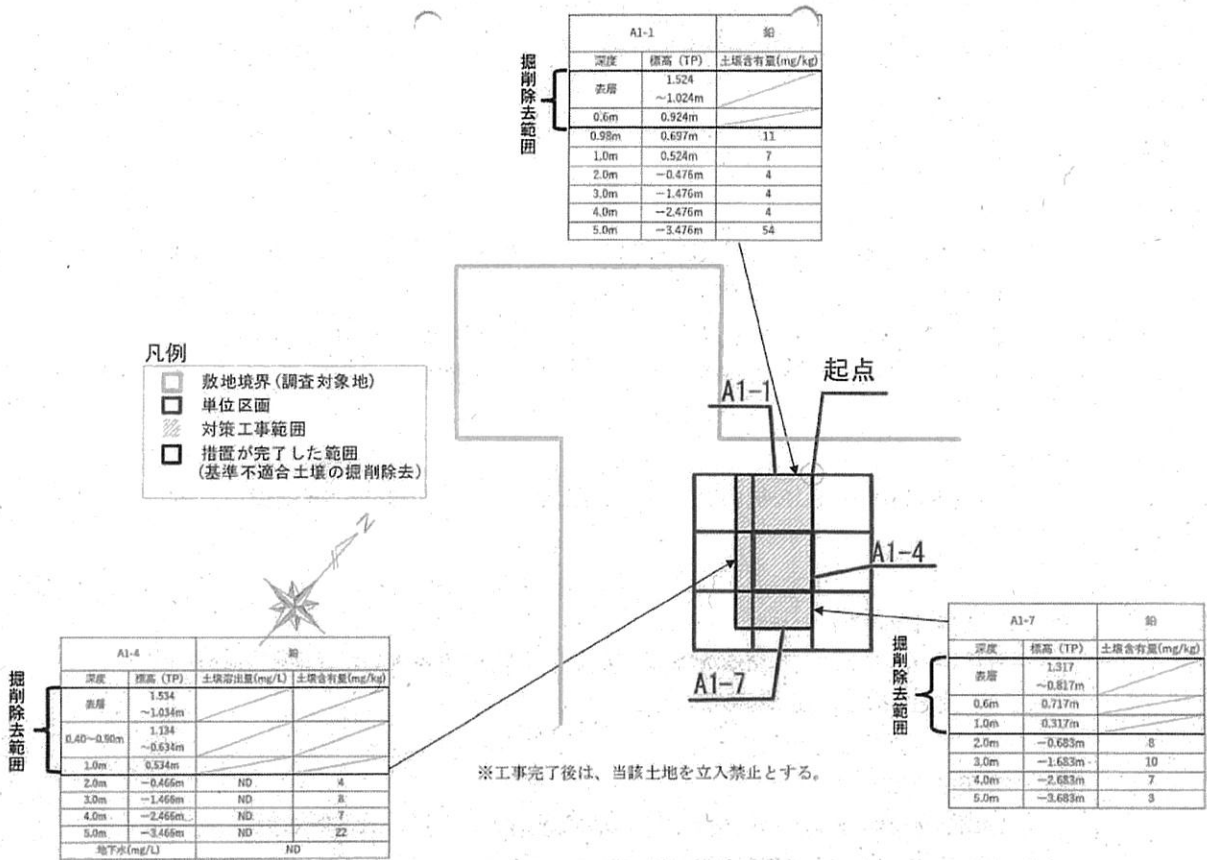 A1-1 鉛
深度 標高 (TP) 土壌含有量(mg/kg)
表層 1.524
～1.024m
0.6m 0.924m
0.98m 0.697m 11
1.0m 0.524m 7
2.0m －0.476m 4
3.0m －1.476m 4
4.0m －2.476m 4
5.0m －3.476m 54
掘削除去範囲
凡例
敷地境界(調査対象地)
単位区画
対策工事範囲
措置が完了した範囲
(基準不適合土壌の掘削除去)
N
A1-1
起点
A1-4
A1-7
A1-4 鉛
深度 標高 (TP) 土壌溶出量(mg/L) 土壌含有量(mg/kg)
表層 1.534
～1.034m
0.40～0.90m 1.134
～0.634m
1.0m 0.534m
2.0m －0.466m ND 4
3.0m －1.466m ND 8
4.0m －2.466m ND 7
5.0m －3.466m ND 22
地下水(mg/L) ND
掘削除去範囲
※工事完了後は、当該土地を立入禁止とする。
A1-7 鉛
深度 標高 (TP) 土壌含有量(mg/kg)
表層 1.317
～0.817m
0.6m 0.717m
1.0m 0.317m
2.0m －0.683m 8
3.0m －1.683m 10
4.0m －2.683m 7
5.0m －3.683m 3
掘削除去範囲